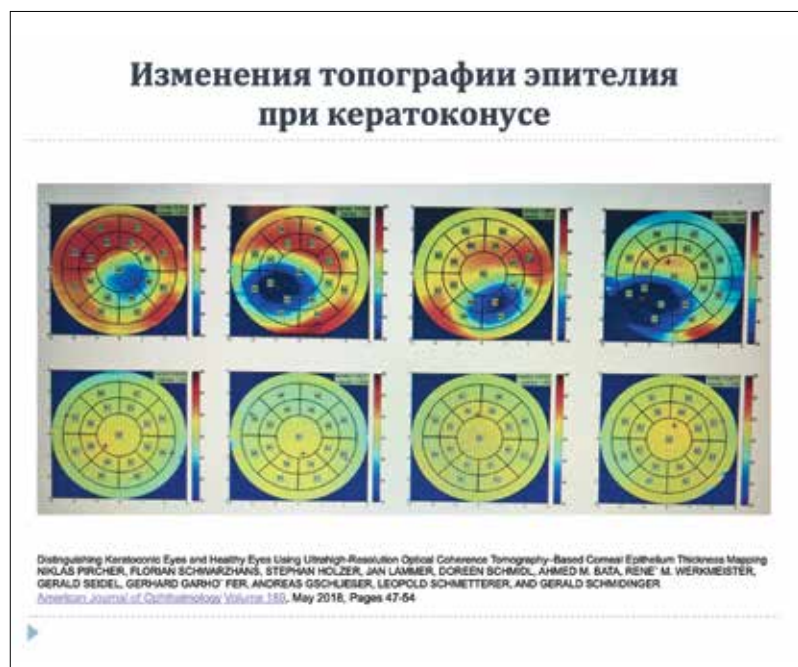 Изменения топографии эпителия
при кератоконусе
Distinguishing Keratoconic Eyes and Healthy Eyes Using Ultrahigh-Resolution Optical Coherence Tomography-Based Corneal Epithelium Thickness Mapping
NIKLAS PIRCHER, FLORIAN SCHWARZHANS, STEPHAN HOLZER, JAN LAMMER, DOREEN SCHMIDL, AHMED M. BATA, RENE´ M. WERKMEISTER,
GERALD SEIDEL, GERHARD GARHO¨ FER, ANDREAS GSCHLIEßER, LEOPOLD SCHMETTERER, AND GERALD SCHMIDINGER
American Journal of Ophthalmology Volume 189, May 2018, Pages 47-54